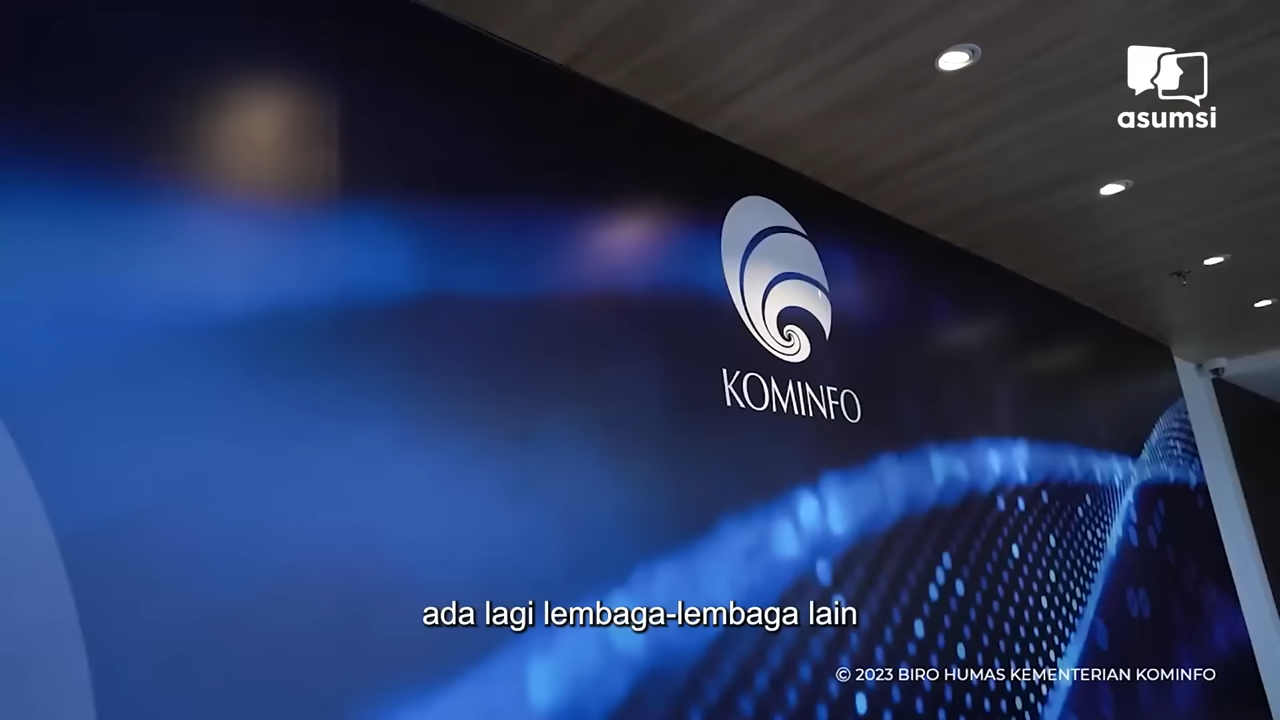 asumsi
KOMINFO
ada lagi lembaga-lembaga lain
© 2023 BIRO HUMAS KEMENTERIAN KOMINFO